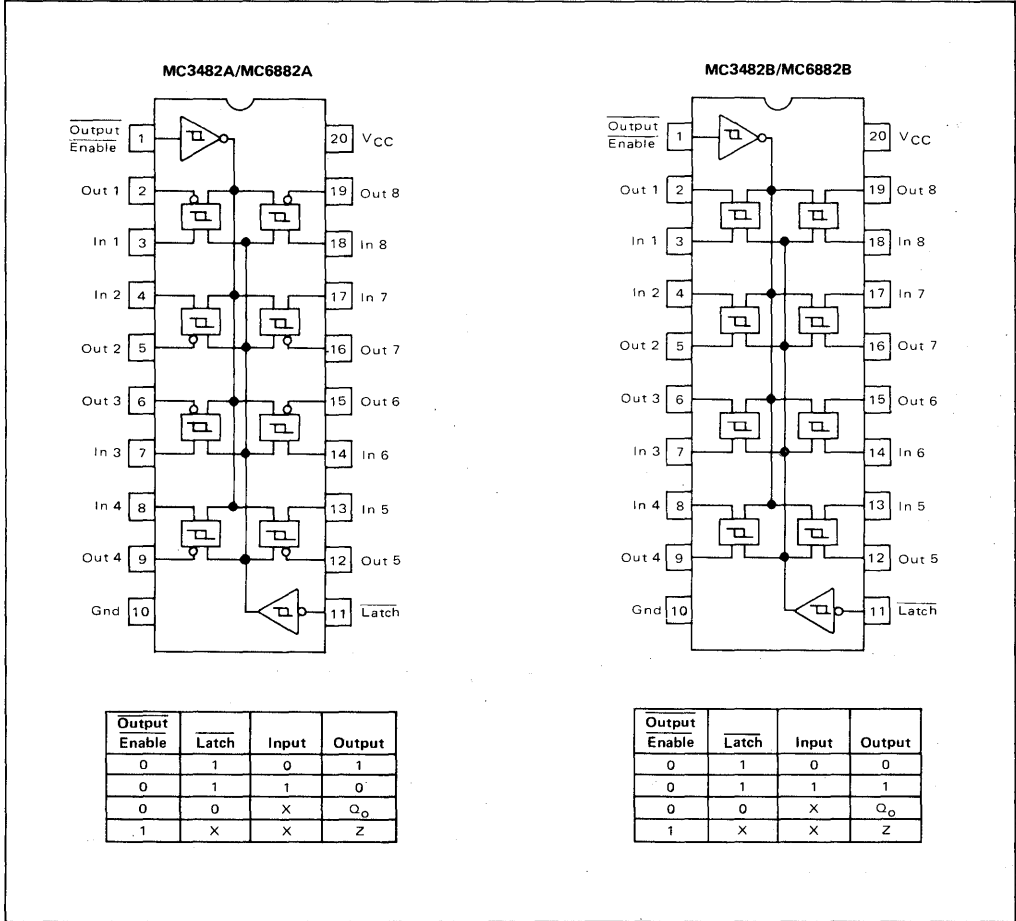 MC3482A/MC6882A
Output
Enable 1
20 VCC
Out 1 2
19 Out 8
In 1 3
18 In 8
In 2 4
17 In 7
Out 2 5
16 Out 7
Out 3 6
15 Out 6
In 3 7
14 In 6
In 4 8
13 In 5
Out 4 9
12 Out 5
Gnd 10
11 Latch
MC3482B/MC6882B
Output
Enable 1
20 VCC
Out 1 2
19 Out 8
In 1 3
18 In 8
In 2 4
17 In 7
Out 2 5
16 Out 7
Out 3 6
15 Out 6
In 3 7
14 In 6
In 4 8
13 In 5
Out 4 9
12 Out 5
Gnd 10
11 Latch
Output
Enable Latch Input Output
0 1 0 1
0 1 1 0
0 0 X Qo
1 X X Z
Output
Enable Latch Input Output
0 1 0 0
0 1 1 1
0 0 X Qo
1 X X Z